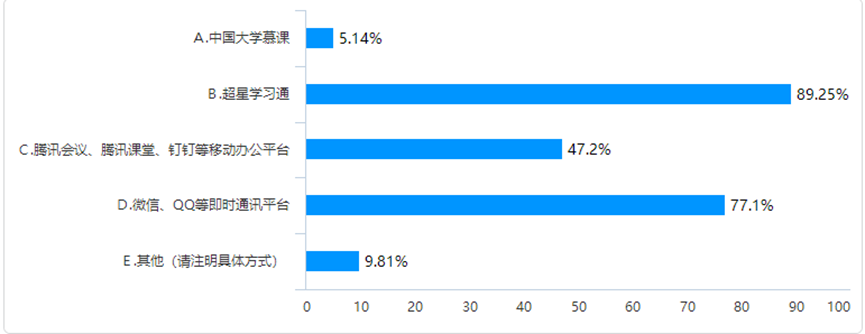 A.中国大学慕课
5.14%
B.超星学习通
89.25%
C.腾讯会议、腾讯课堂、钉钉等移动办公平台
47.2%
D.微信、QQ等即时通讯平台
77.1%
E.其他（请注明具体方式）
9.81%
0 10 20 30 40 50 60 70 80 90 100